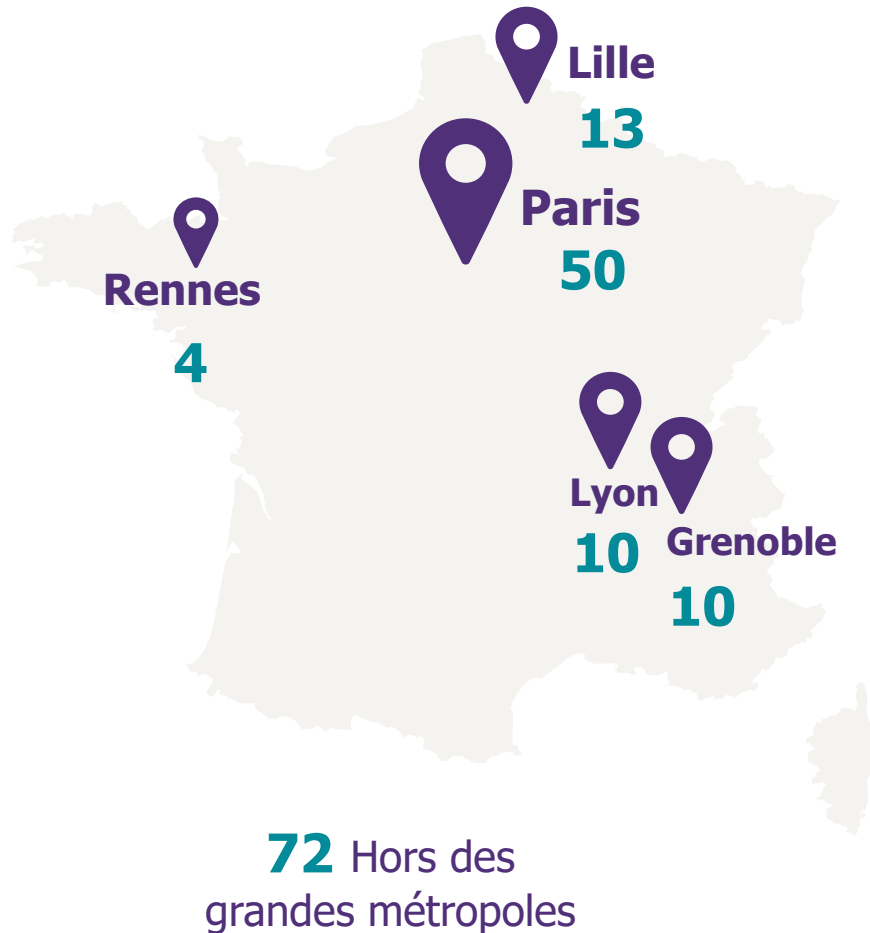 Lille
13
Paris
50
Rennes
4
Lyon
10
Grenoble
10
72 Hors des
grandes métropoles